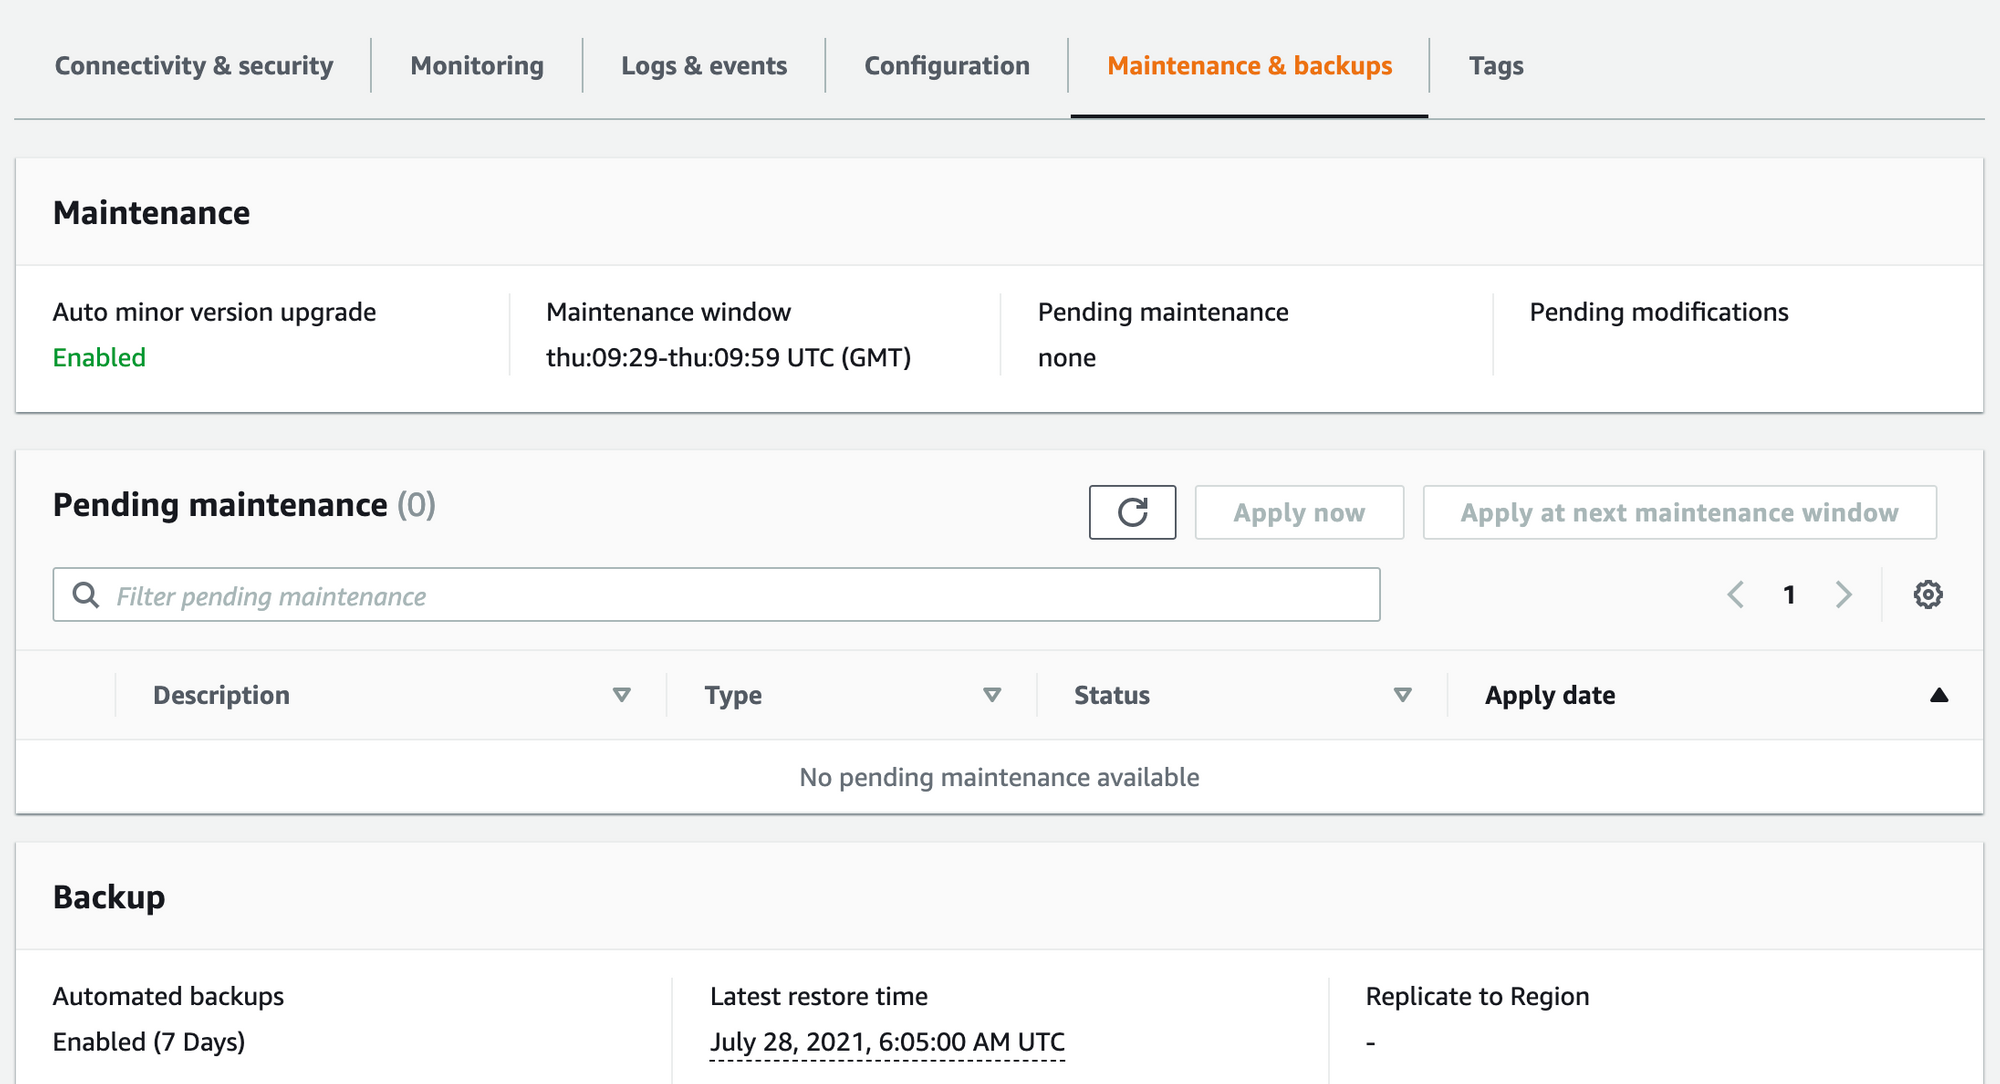 Connectivity & security Monitoring Logs & events Configuration Maintenance & backups Tags
Maintenance
Auto minor version upgrade
Enabled
Maintenance window
thu:09:29-thu:09:59 UTC (GMT)
Pending maintenance
none
Pending modifications
Pending maintenance (0)
Apply now
Apply at next maintenance window
Filter pending maintenance
1
Description Type Status Apply date
No pending maintenance available
Backup
Automated backups
Enabled (7 Days)
Latest restore time
July 28, 2021, 6:05:00 AM UTC
Replicate to Region
-